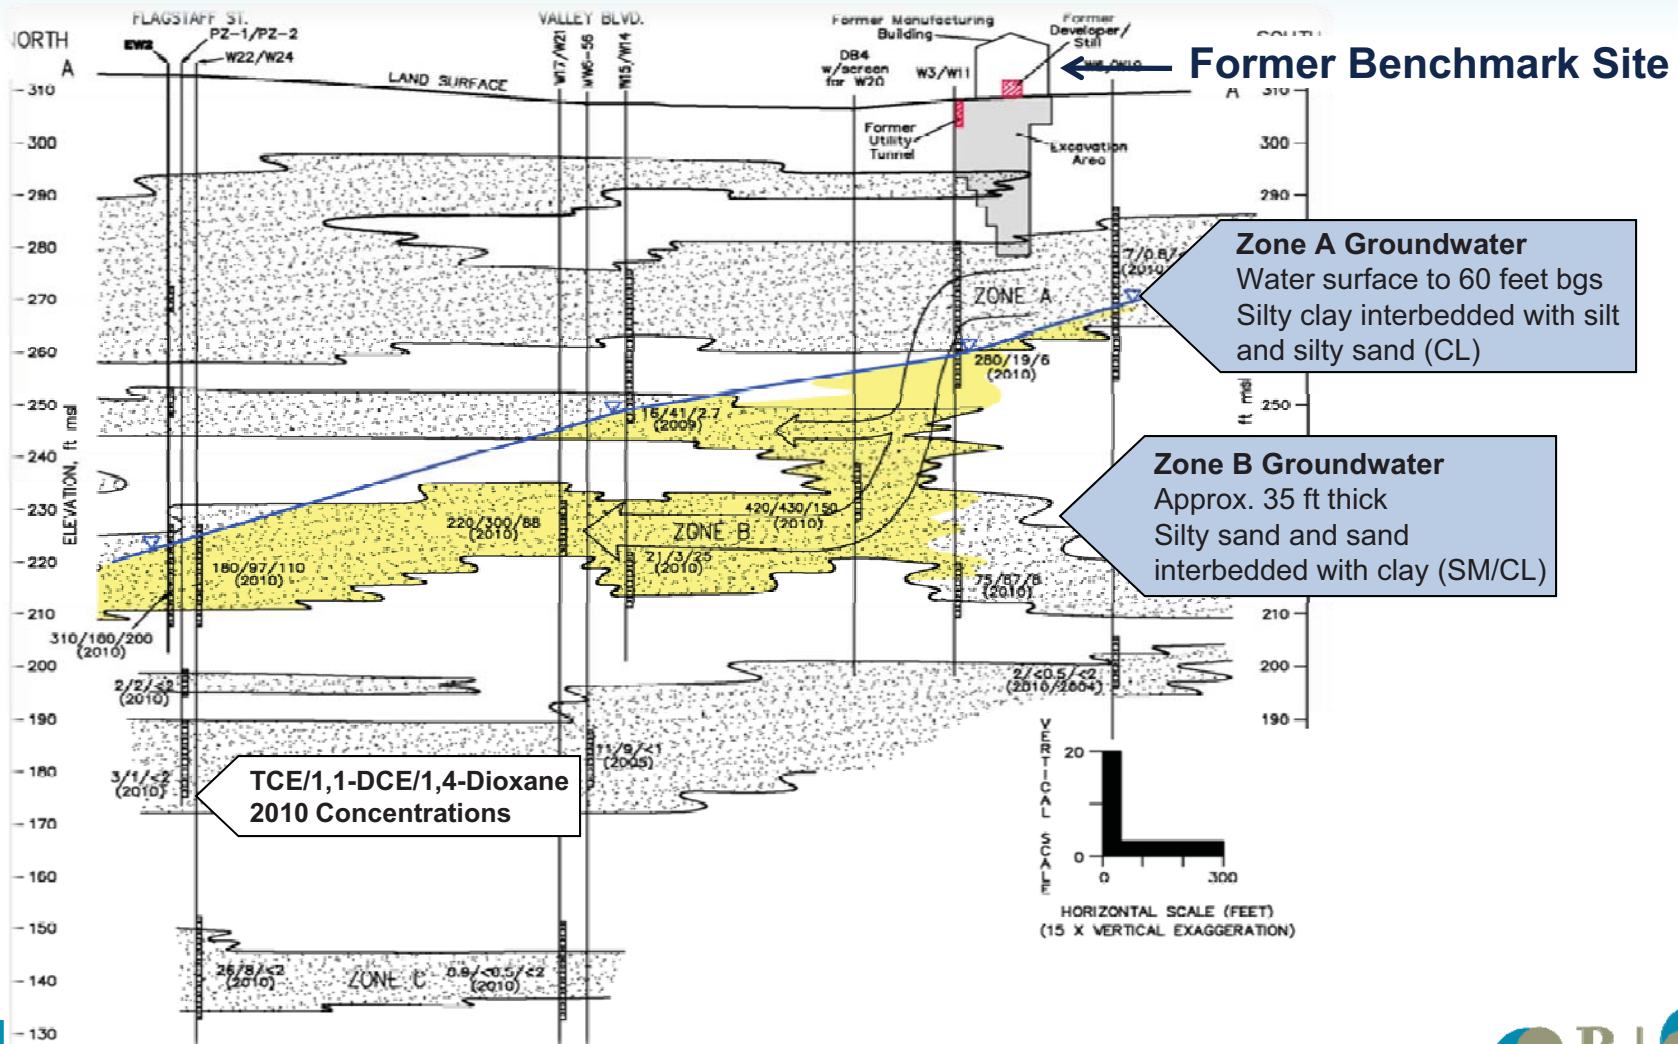 FLAGSTAFF ST.
VALLEY BLVD.
Former Manufacturing
Building
Former
Developer/
Still
NORTH
A
EW2
PZ-1/PZ-2
W22/W24
W17/W21
W15/W14
DB4
w/screen
for W20
W3/W11
Former Benchmark Site
A
LAND SURFACE
Former
Utility
Tunnel
Excavation
Area
310
300
290
280
270
260
250
240
230
220
210
200
190
180
170
160
150
140
130
ELEVATION, ft msl
310
300
290
250
210
200
190
ft msl
Zone A Groundwater
Water surface to 60 feet bgs
Silty clay interbedded with silt
and silty sand (CL)
ZONE A
280/19/6
(2010)
16/41/2.7
(2009)
Zone B Groundwater
Approx. 35 ft thick
Silty sand and sand
interbedded with clay (SM/CL)
220/300/88
(2010)
ZONE B
420/430/150
(2010)
21/3/25
(2010)
180/97/110
(2010)
(2010)
310/180/200
(2010)
2/2/<2
(2010)
2/<0.5/<2
(2010/2004)
11/9/<1
(2005)
3/1/<2
(2010)
TCE/1,1-DCE/1,4-Dioxane
2010 Concentrations
26/8/<2
(2010)
ZONE C
0.9/<0.5/<2
(2010)
VERTICAL SCALE
20
0
0
300
HORIZONTAL SCALE (FEET)
(15 X VERTICAL EXAGGERATION)